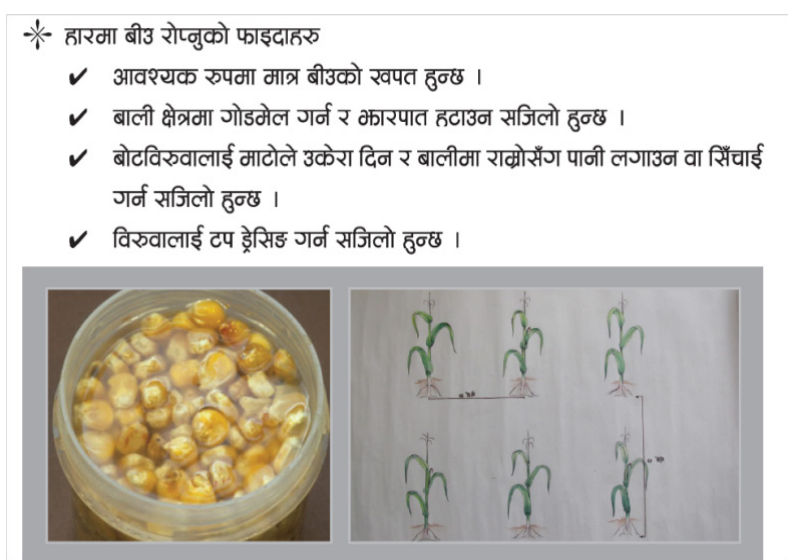 हारमा बीउ रोप्नुको फाइदाहरु
✔ आवश्यक रुपमा मात्र बीउको खपत हुन्छ ।
✔ बाली क्षेत्रमा गोडमेल गर्न र झारपात हटाउन सजिलो हुन्छ ।
✔ बोटविरुवालाई माटोले उकेरा दिन र बालीमा राम्रोसँग पानी लगाउन वा सिँचाई
गर्न सजिलो हुन्छ ।
✔ विरुवालाई टप ड्रेसिङ गर्न सजिलो हुन्छ ।